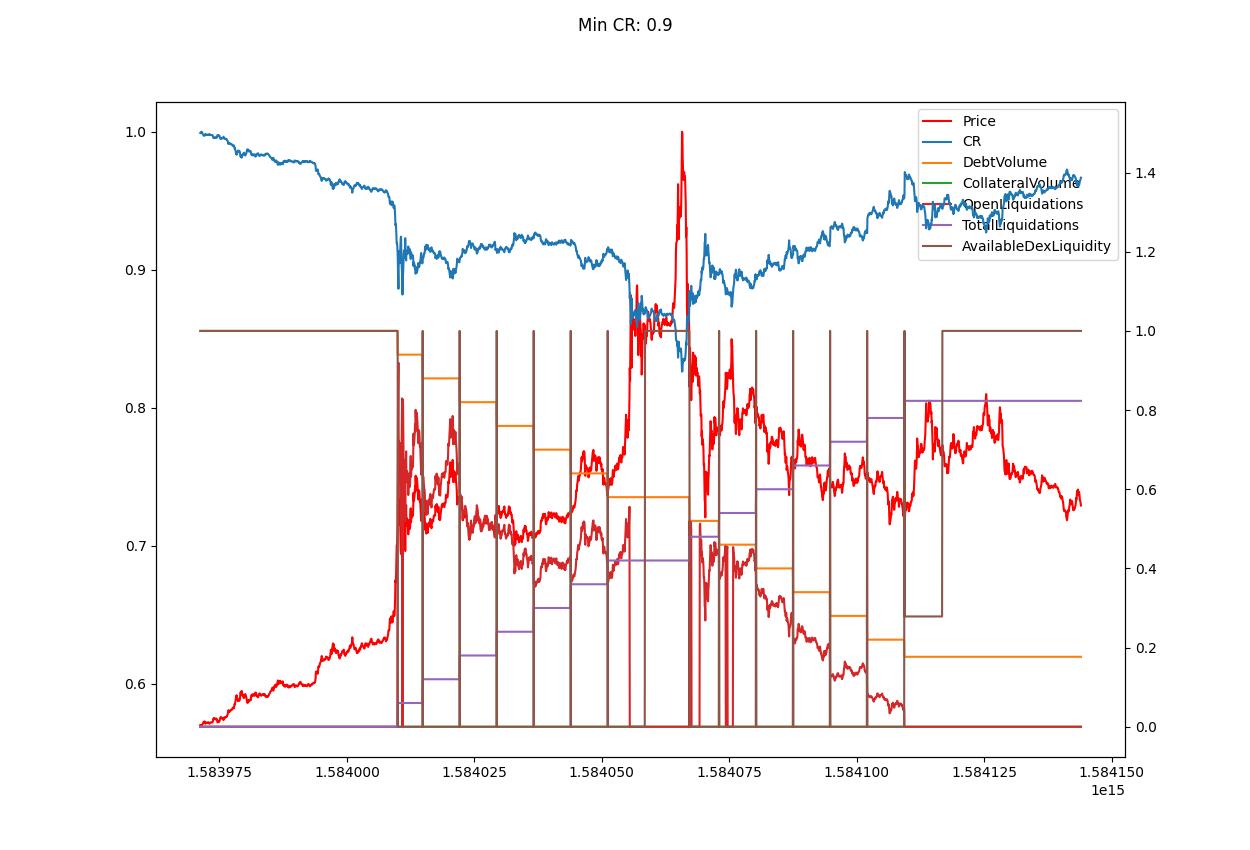 Min CR: 0.9
1.0
0.9
0.8
0.7
0.6
Price
CR
DebtVolume
CollateralVolume
OpenLiquidations
TotalLiquidations
AvailableDexLiquidity
1.4
1.2
1.0
0.8
0.6
0.4
0.2
0.0
1.583975 1.584000 1.584025 1.584050 1.584075 1.584100 1.584125 1.584150
1e15